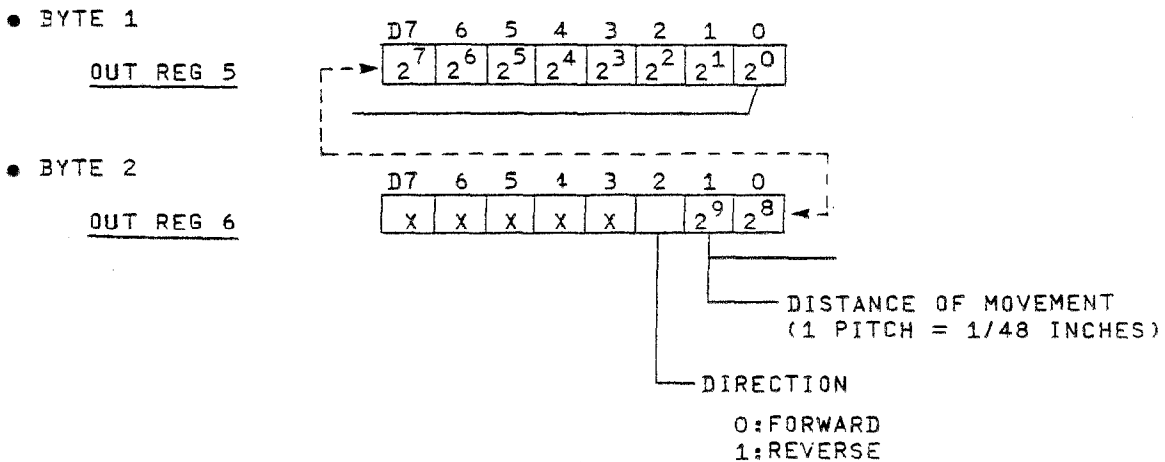 ● BYTE 1
D7 6 5 4 3 2 1 0
OUT REG 5
2^7 2^6 2^5 2^4 2^3 2^2 2^1 2^0
● BYTE 2
D7 6 5 4 3 2 1 0
OUT REG 6
X X X X X 2^9 2^8
DISTANCE OF MOVEMENT
(1 PITCH = 1/48 INCHES)
DIRECTION
0:FORWARD
1:REVERSE